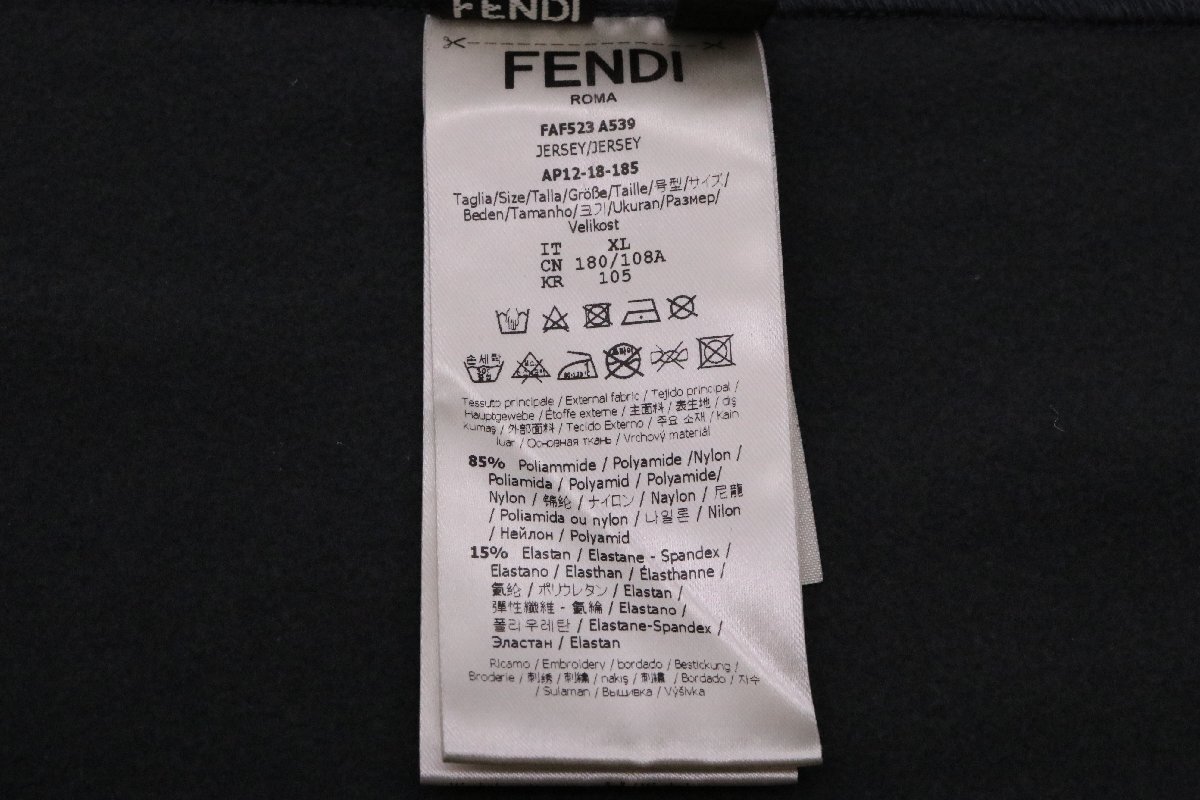 FENDI
FENDI
ROMA
FAF523 A539
JERSEY/JERSEY
AP12-18-185
Taglia/Size/Talla/Größe/Taille/号型/サイズ/
Beden/Tamanho/크기/Ukuran/Размер/
Velikost
IT XL
CN 180/108A
KR 105
손세탁
Tessuto principale / External fabric / Tejido principal /
Hauptgewebe / Étoffe externe / 主面料 / 表生地 / dış
kumaş / 外部面料 / Tecido Externo / 주요 소재 / Kain
luar / Основная ткань / Vrchový materiál
85% Poliammide / Polyamide /Nylon /
Poliamida / Polyamid / Polyamide/
Nylon / 锦纶 / ナイロン / Naylon / 尼龍
/ Poliamida ou nylon / 나일론 / Nilon
/ Нейлон / Polyamid
15% Elastan / Elastane - Spandex /
Elastano / Elasthan / Élasthanne /
氨纶 / ポリウレタン / Elastan /
彈性纖維 - 氨綸 / Elastano /
폴리우레탄 / Elastane-Spandex /
Эластан / Elastan
Ricamo / Embroidery / bordado / Bestickung /
Broderie / 刺绣 / 刺繍 / nakış / 刺繡 / Bordado / 자수
/ Sulaman / Вышивка / Výšivka